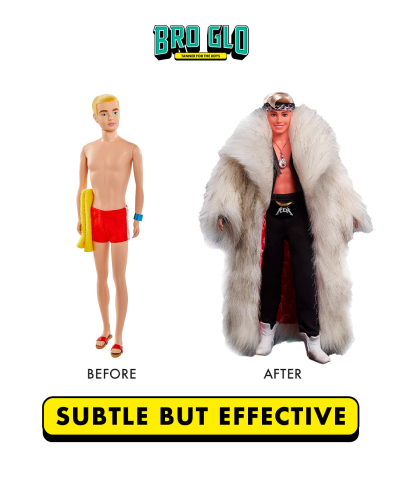 BRO GLO
TANNER FOR THE BOYS
BEFORE
AFTER
SUBTLE BUT EFFECTIVE